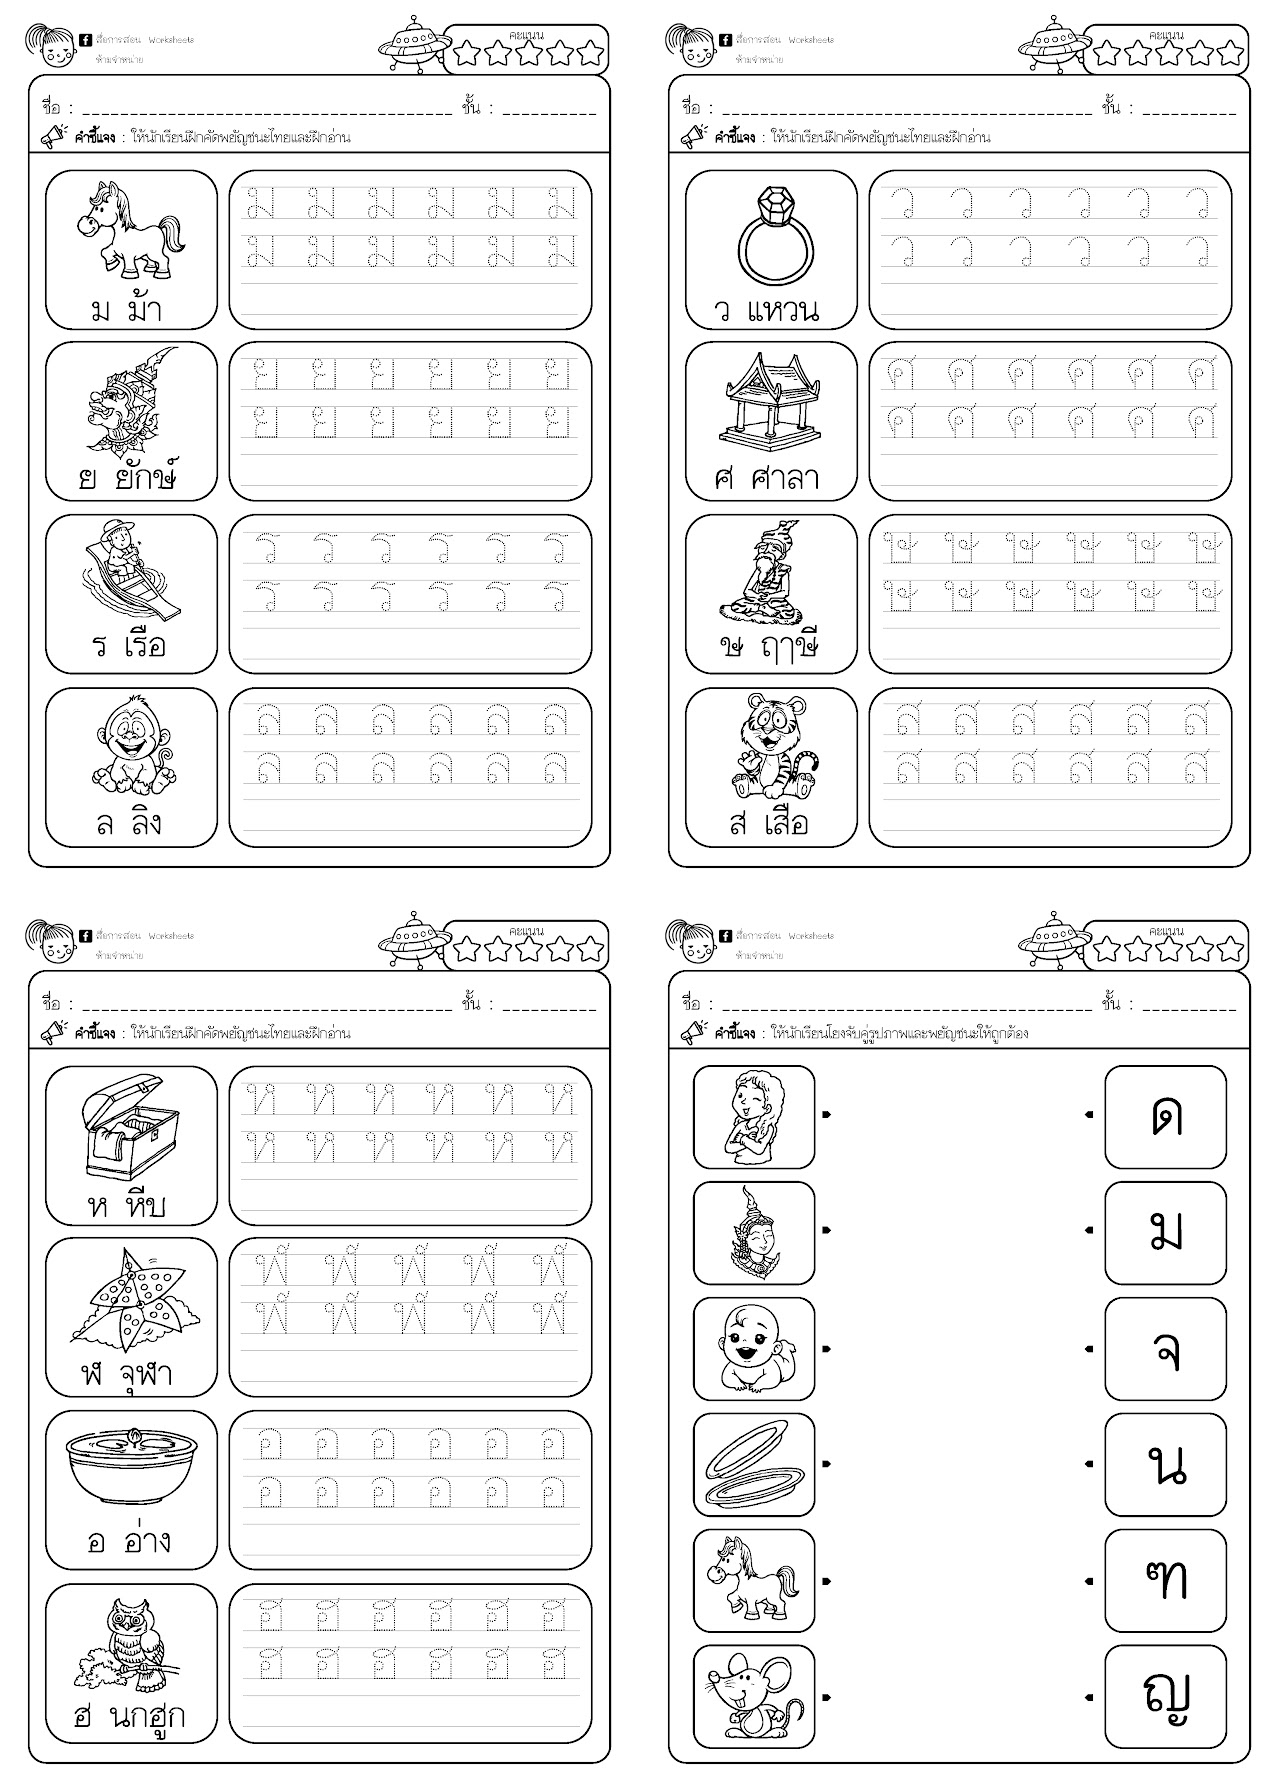 สื่อการสอน Worksheets
ห้ามจำหน่าย
คะแนน
ชื่อ : ชั้น :
คำชี้แจง : ให้นักเรียนฝึกคัดพยัญชนะไทยและฝึกอ่าน
ม ม ม ม ม ม
ม ม ม ม ม ม
ม ม้า
ย ย ย ย ย ย
ย ย ย ย ย ย
ย ยักษ์
ร ร ร ร ร ร
ร ร ร ร ร ร
ร เรือ
ล ล ล ล ล ล
ล ล ล ล ล ล
ล ลิง
สื่อการสอน Worksheets
ห้ามจำหน่าย
คะแนน
ชื่อ : ชั้น :
คำชี้แจง : ให้นักเรียนฝึกคัดพยัญชนะไทยและฝึกอ่าน
ว ว ว ว ว ว
ว ว ว ว ว ว
ว แหวน
ศ ศ ศ ศ ศ ศ
ศ ศ ศ ศ ศ ศ
ศ ศาลา
ษ ษ ษ ษ ษ ษ
ษ ษ ษ ษ ษ ษ
ษ ฤๅษี
ส ส ส ส ส ส
ส ส ส ส ส ส
ส เสือ
สื่อการสอน Worksheets
ห้ามจำหน่าย
คะแนน
ชื่อ : ชั้น :
คำชี้แจง : ให้นักเรียนฝึกคัดพยัญชนะไทยและฝึกอ่าน
ห ห ห ห ห ห
ห ห ห ห ห ห
ห หีบ
ฬ ฬ ฬ ฬ ฬ
ฬ ฬ ฬ ฬ ฬ
ฬ จุฬา
อ อ อ อ อ อ
อ อ อ อ อ อ
อ อ่าง
ฮ ฮ ฮ ฮ ฮ ฮ
ฮ ฮ ฮ ฮ ฮ ฮ
ฮ นกฮูก
สื่อการสอน Worksheets
ห้ามจำหน่าย
คะแนน
ชื่อ : ชั้น :
คำชี้แจง : ให้นักเรียนโยงจับคู่รูปภาพและพยัญชนะให้ถูกต้อง
ด
ม
จ
น
ฑ
ญ